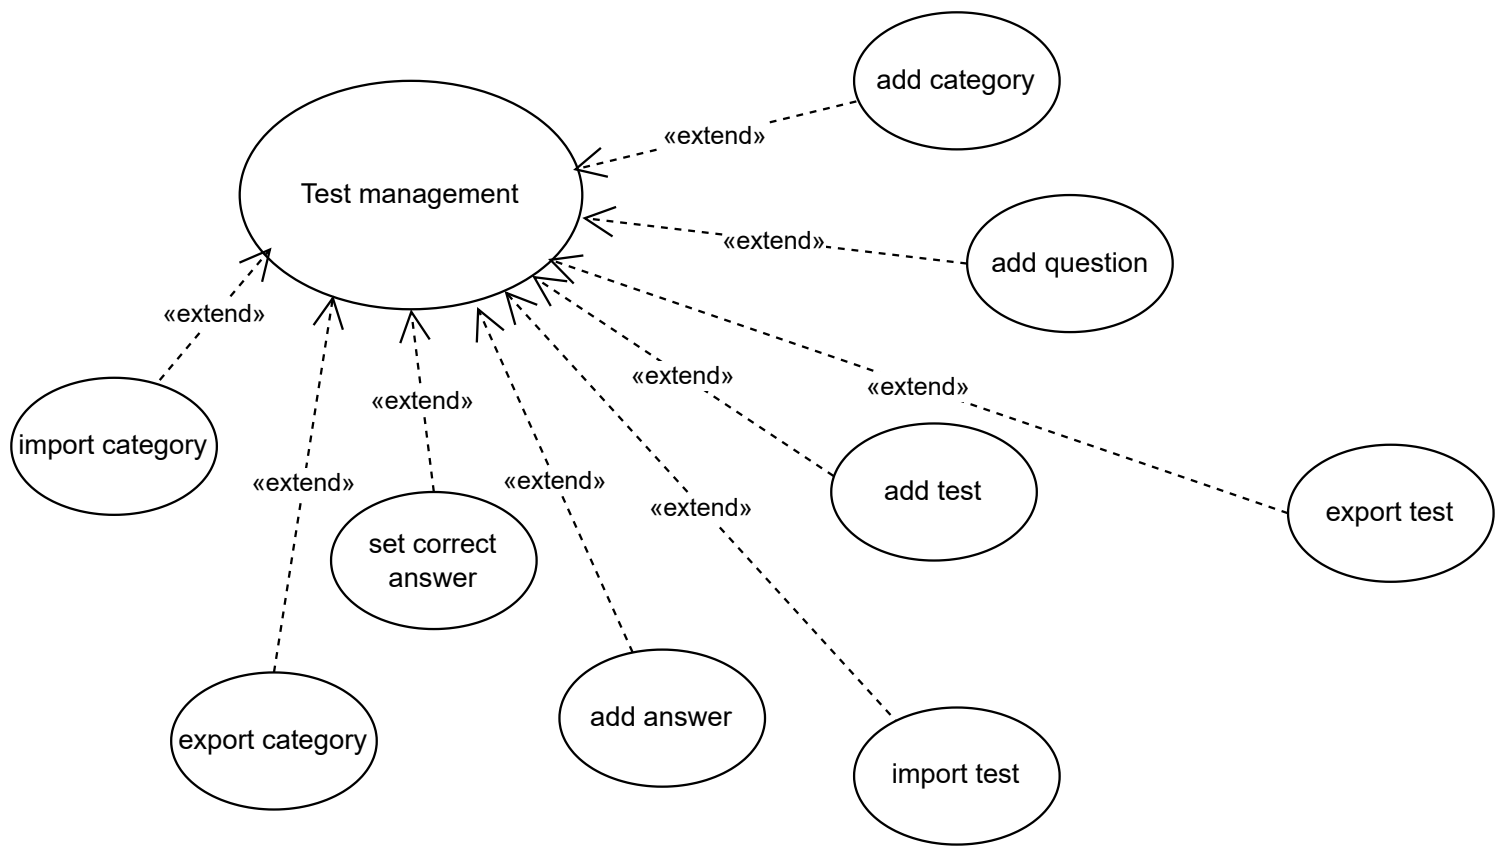 add category
«extend»
Test management
«extend»
add question
«extend»
«extend»
«extend»
«extend»
import category
«extend»
«extend»
add test
export test
«extend»
set correct
answer
export category
add answer
import test